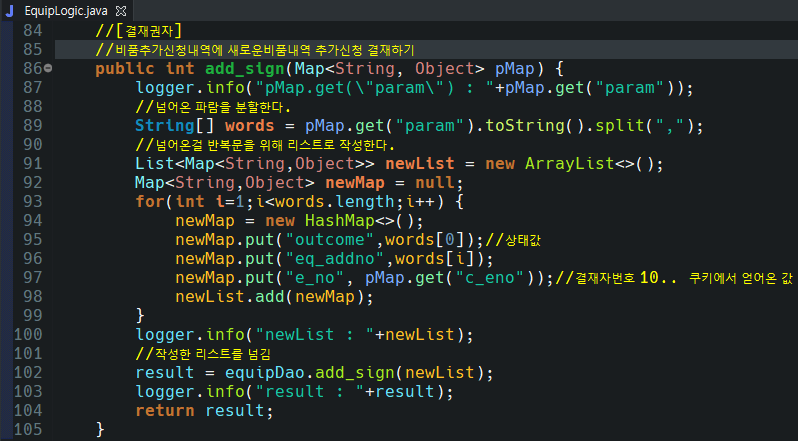 EquipLogic.java
84 //[결재권자]
85 //비품추가신청내역에 새로운비품내역 추가신청 결재하기
86 public int add_sign(Map<String, Object> pMap) {
87 logger.info("pMap.get(\"param\") : "+pMap.get("param"));
88 //넘어온 파람을 분할한다.
89 String[] words = pMap.get("param").toString().split(",");
90 //넘어온걸 반복문을 위해 리스트로 작성한다.
91 List<Map<String,Object>> newList = new ArrayList<>();
92 Map<String,Object> newMap = null;
93 for(int i=1;i<words.length;i++) {
94 newMap = new HashMap<>();
95 newMap.put("outcome",words[0]);//상태값
96 newMap.put("eq_addno",words[i]);
97 newMap.put("e_no", pMap.get("c_eno"));//결재자번호 10.. 쿠키에서 얻어온 값
98 newList.add(newMap);
99 }
100 logger.info("newList : "+newList);
101 //작성한 리스트를 넘김
102 result = equipDao.add_sign(newList);
103 logger.info("result : "+result);
104 return result;
105 }